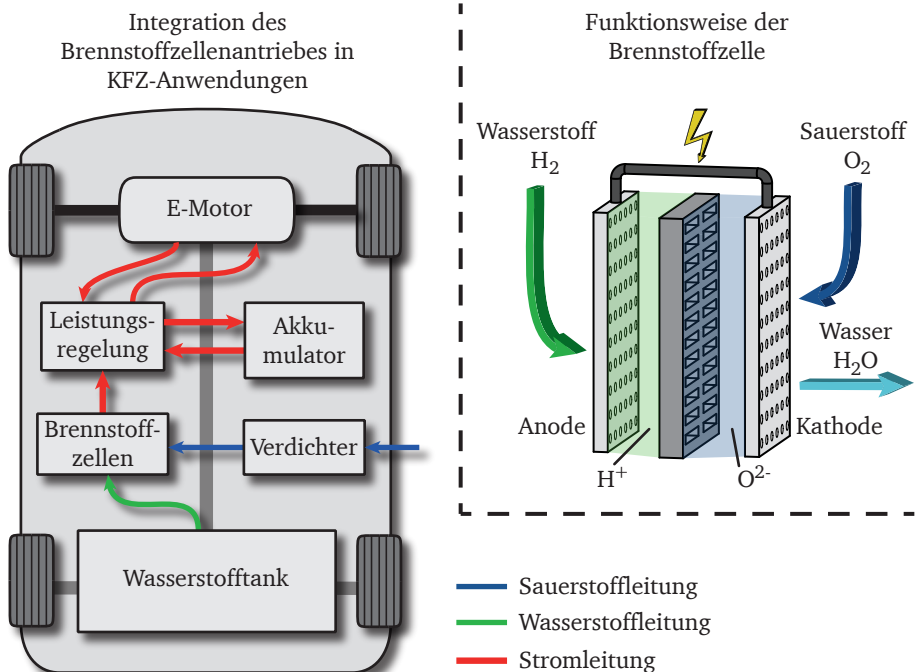 Integration des
Brennstoffzellenantriebes in
KFZ-Anwendungen
E-Motor
Leistungs-
regelung
Akku-
mulator
Brennstoff-
zellen
Verdichter
Wasserstofftank
Funktionsweise der
Brennstoffzelle
Wasserstoff
H₂
Sauerstoff
O₂
Wasser
H₂O
Anode
Kathode
H⁺
O²⁻
Sauerstoffleitung
Wasserstoffleitung
Stromleitung